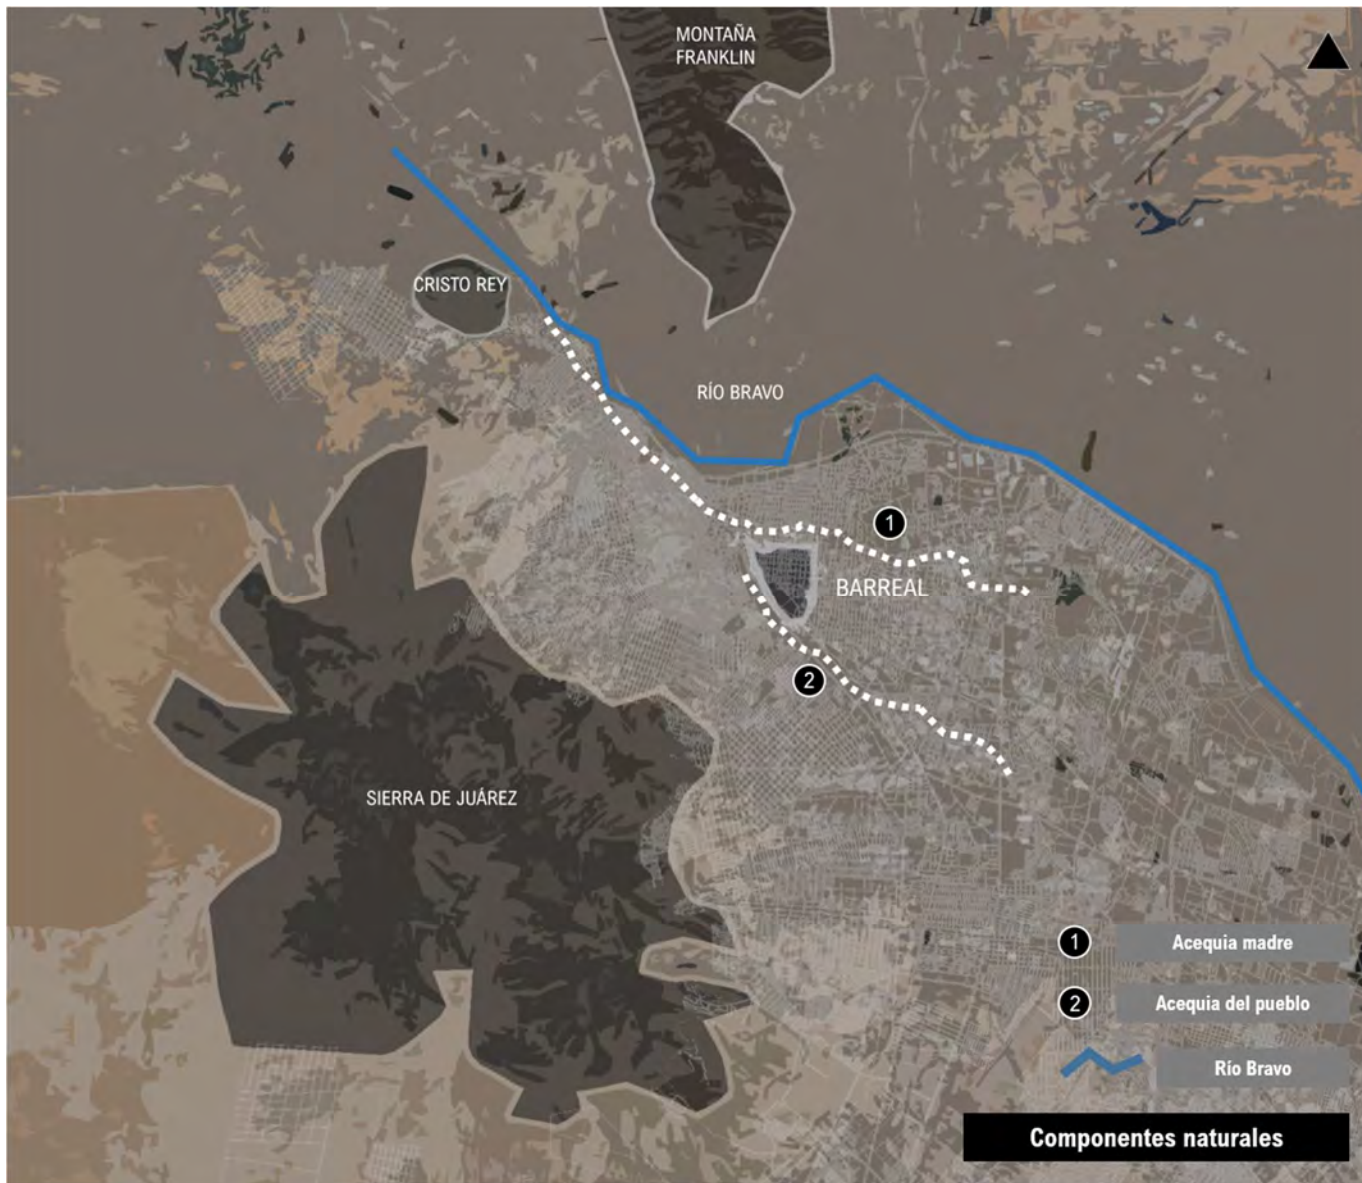 MONTAÑA
FRANKLIN
CRISTO REY
RÍO BRAVO
1
BARREAL
2
SIERRA DE JUÁREZ
1 Acequia madre
2 Acequia del pueblo
Río Bravo
Componentes naturales